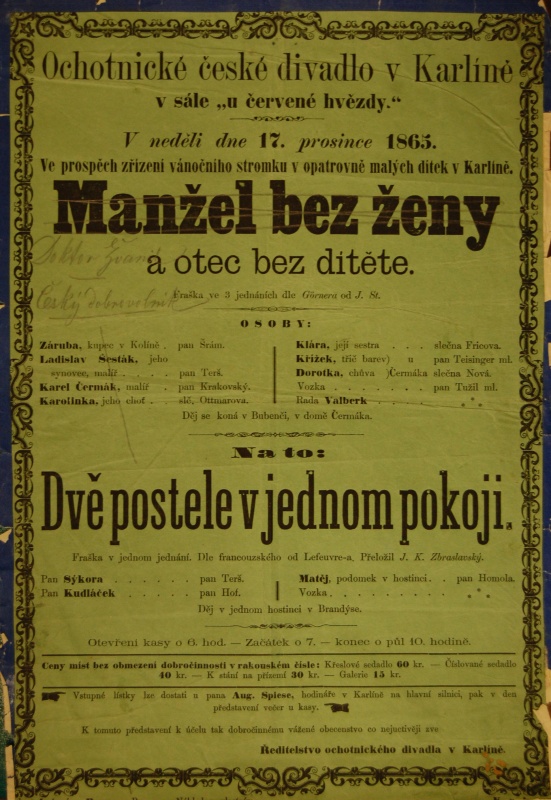 Ochotnické české divadlo v Karlíně
v sále „u červené hvězdy.“
V neděli dne 17. prosince 1865.
Ve prospěch zřízení vánočního stromku v opatrovně malých dítek v Karlíně.
Manžel bez ženy
a otec bez dítěte.
Doktor
Český dobrovolník
Fraška ve 3 jednáních dle Görnera od J. St.
OSOBY:
Záruba, kupec v Kolíně . pan Šrám.
Ladislav Šesták, jeho
synovec, malíř . . . . pan Terš.
Karel Čermák, malíř . pan Krakovský.
Karolinka, jeho choť . slč. Ottmarova.
Klára, její sestra . . . slečna Fricova.
Křížek, třič barev) u pan Teisinger ml.
Dorotka, chůva )Čermáka slečna Nová.
Vozka . . . . . pan Tužil ml.
Rada Valberk . . . . * * *
Děj se koná v Bubenči, v domě Čermáka.
Na to:
Dvě postele v jednom pokoji.
Fraška v jednom jednání. Dle francouzského od Lefeuvre-a. Přeložil J. K. Zbraslavský.
Pan Sýkora . . . . . . pan Terš.
Pan Kudláček . . . . . . pan Hof.
Matěj, podomek v hostinci . . pan Homola.
Vozka . . . . . . . . * * *
Děj v jednom hostinci v Brandýse.
Otevření kasy o 6. hod. — Začátek o 7. — konec o půl 10. hodině.
Ceny míst bez obmezení dobročinnosti v rakouském čísle: Křeslové sedadlo 60 kr. — Číslované sedadlo
40 kr. — K stání na přízemí 30 kr. — Galerie 15 kr.
Vstupné lístky lze dostati u pana Aug. Spiese, hodináře v Karlíně na hlavní silnici, pak v den
představení večer u kasy.
K tomuto představení k účelu tak dobročinnému vážené obecenstvo co nejuctivěji zve
Ředitelstvo ochotnického divadla v Karlíně.